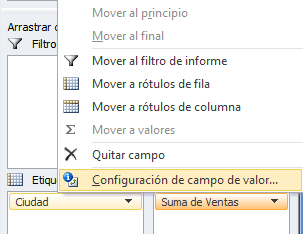 Mover al principio
Arrastrar
Mover al final
Filtro
Mover al filtro de informe
Mover a rótulos de fila
Mover a rótulos de columna
Mover a valores
Quitar campo
Etique
Configuración de campo de valor...
Ciudad
Suma de Ventas